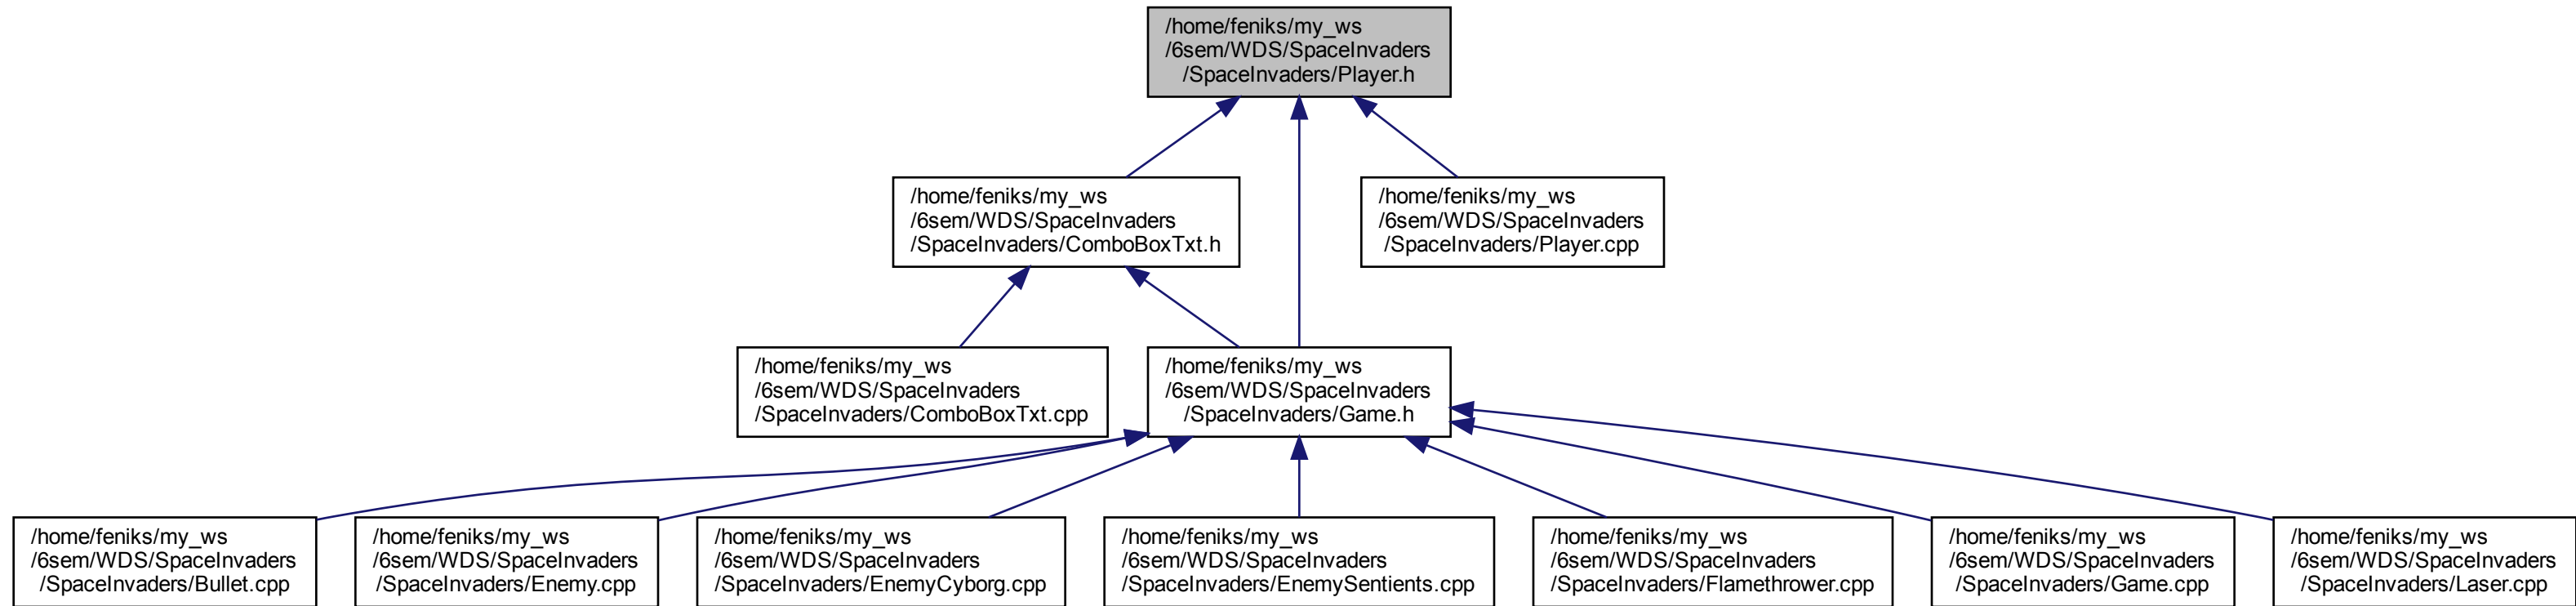 /home/feniks/my_ws
/6sem/WDS/SpaceInvaders
/SpaceInvaders/Player.h
/home/feniks/my_ws
/6sem/WDS/SpaceInvaders
/SpaceInvaders/ComboBoxTxt.h
/home/feniks/my_ws
/6sem/WDS/SpaceInvaders
/SpaceInvaders/Player.cpp
/home/feniks/my_ws
/6sem/WDS/SpaceInvaders
/SpaceInvaders/ComboBoxTxt.cpp
/home/feniks/my_ws
/6sem/WDS/SpaceInvaders
/SpaceInvaders/Game.h
/home/feniks/my_ws
/6sem/WDS/SpaceInvaders
/SpaceInvaders/Bullet.cpp
/home/feniks/my_ws
/6sem/WDS/SpaceInvaders
/SpaceInvaders/Enemy.cpp
/home/feniks/my_ws
/6sem/WDS/SpaceInvaders
/SpaceInvaders/EnemyCyborg.cpp
/home/feniks/my_ws
/6sem/WDS/SpaceInvaders
/SpaceInvaders/EnemySentients.cpp
/home/feniks/my_ws
/6sem/WDS/SpaceInvaders
/SpaceInvaders/Flamethrower.cpp
/home/feniks/my_ws
/6sem/WDS/SpaceInvaders
/SpaceInvaders/Game.cpp
/home/feniks/my_ws
/6sem/WDS/SpaceInvaders
/SpaceInvaders/Laser.cpp